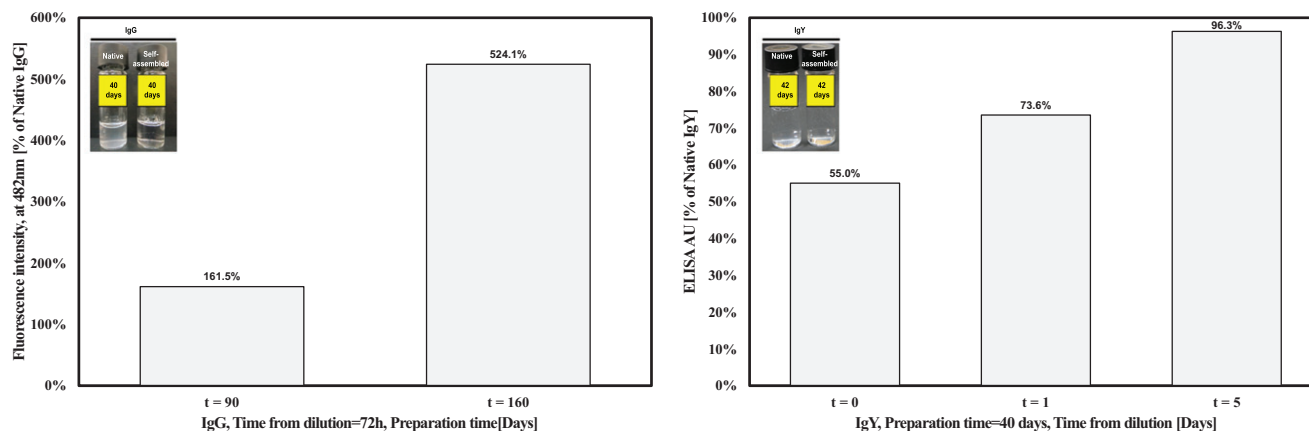 600%
500%
400%
300%
200%
100%
0%
Fluorescence intensity, at 482nm [% of Native IgG]
IgG
Native
Self-
assembled
40
days
40
days
161.5%
524.1%
t = 90
t = 160
IgG, Time from dilution=72h, Preparation time[Days]
100%
90%
80%
70%
60%
50%
40%
30%
20%
10%
0%
ELISA AU [% of Native IgY]
IgY
Native
Self-
assembled
42
days
42
days
55.0%
73.6%
96.3%
t = 0
t = 1
t = 5
IgY, Preparation time=40 days, Time from dilution [Days]